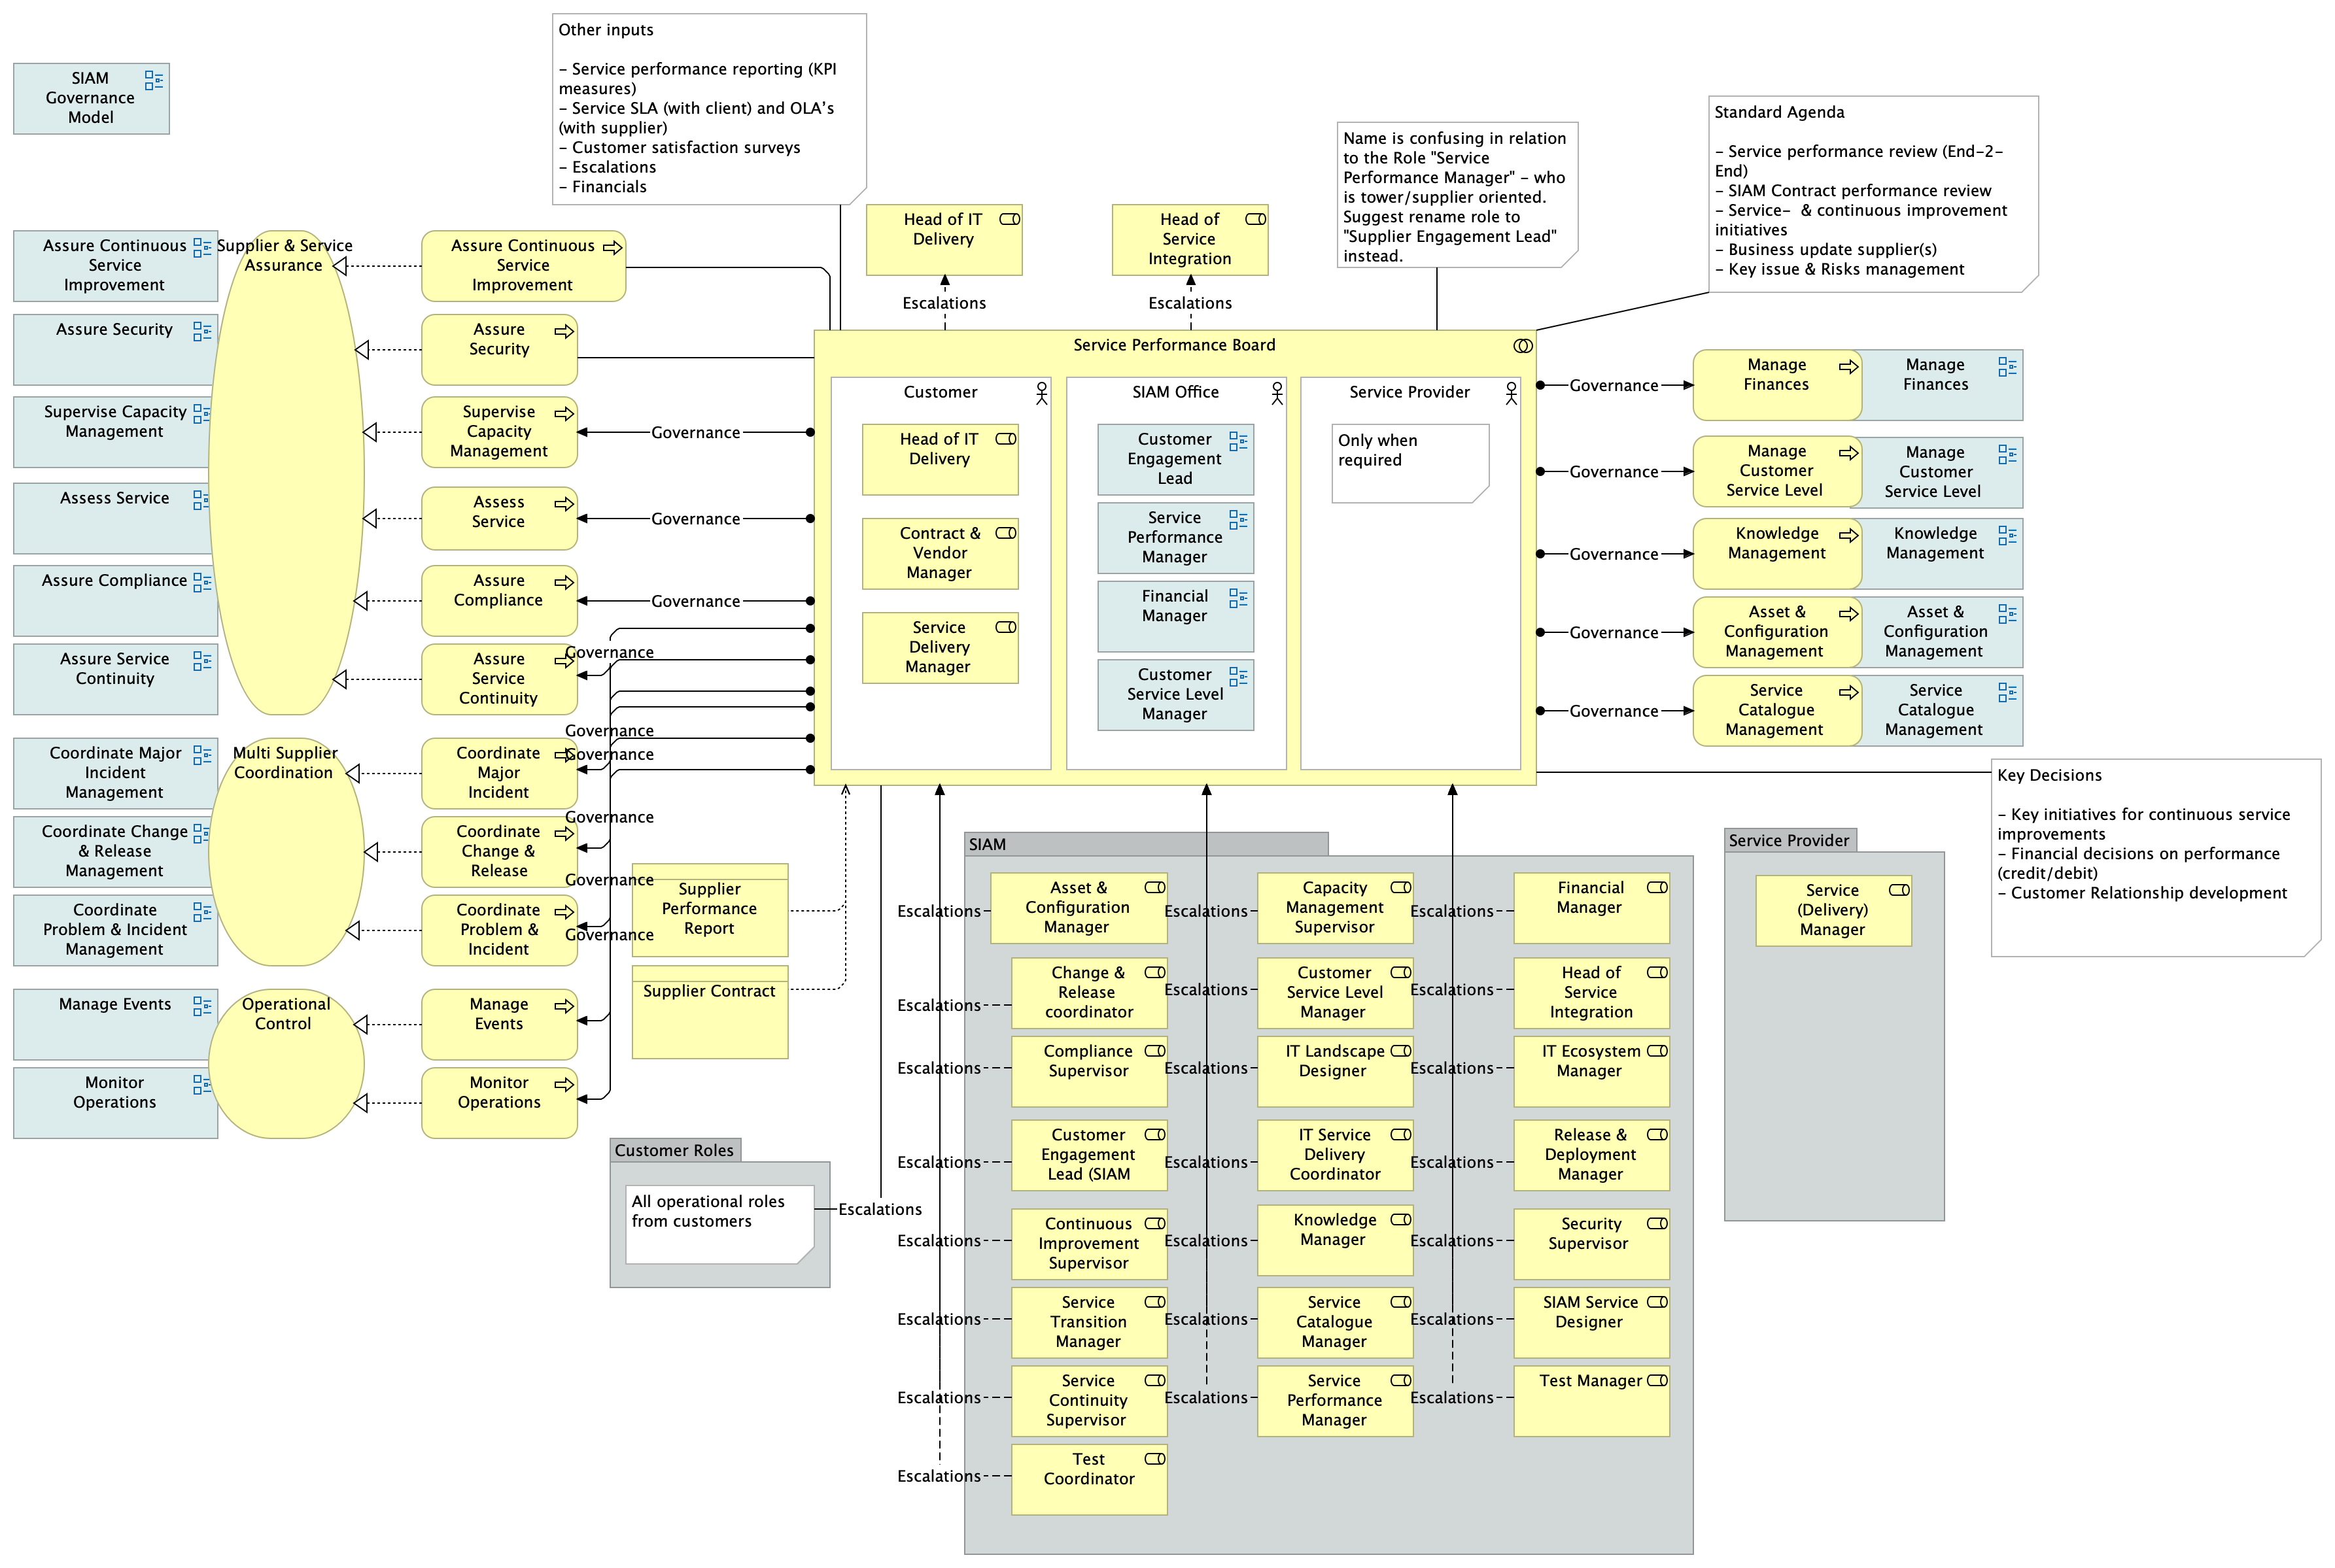 Other inputs
- Service performance reporting (KPI
measures)
- Service SLA (with client) and OLA's
(with supplier)
- Customer satisfaction surveys
- Escalations
- Financials
SIAM
Governance
Model
Standard Agenda
- Service performance review (End-2-
End)
- SIAM Contract performance review
- Service- & continuous improvement
initiatives
- Business update supplier(s)
- Key issue & Risks management
Name is confusing in relation
to the Role "Service
Performance Manager" - who
is tower/supplier oriented.
Suggest rename role to
"Supplier Engagement Lead"
instead.
Head of IT
Delivery
Head of
Service
Integration
Escalations
Escalations
Assure Continuous
Service
Improvement
Assure Security
Supervise Capacity
Management
Assess Service
Assure Compliance
Assure Service
Continuity
Coordinate Major
Incident
Management
Coordinate Change
& Release
Management
Coordinate
Problem & Incident
Management
Manage Events
Monitor
Operations
Supplier & Service
Assurance
Multi Supplier
Coordination
Operational
Control
Assure Continuous
Service
Improvement
Assure
Security
Supervise
Capacity
Management
Assess
Service
Assure
Compliance
Assure
Service
Continuity
Coordinate
Major
Incident
Coordinate
Change &
Release
Coordinate
Problem &
Incident
Manage
Events
Monitor
Operations
Governance
Governance
Governance
Governance
Governance
Governance
Governance
Governance
Governance
Service Performance Board
Customer
Head of IT
Delivery
Contract &
Vendor
Manager
Service
Delivery
Manager
SIAM Office
Customer
Engagement
Lead
Service
Performance
Manager
Financial
Manager
Customer
Service Level
Manager
Service Provider
Only when
required
Governance
Governance
Governance
Governance
Governance
Manage
Finances
Manage
Customer
Service Level
Knowledge
Management
Asset &
Configuration
Management
Service
Catalogue
Management
Manage
Finances
Manage
Customer
Service Level
Knowledge
Management
Asset &
Configuration
Management
Service
Catalogue
Management
Key Decisions
- Key initiatives for continuous service
improvements
- Financial decisions on performance
(credit/debit)
- Customer Relationship development
Supplier
Performance
Report
Supplier Contract
Customer Roles
All operational roles
from customers
Escalations
SIAM
Escalations
Asset &
Configuration
Manager
Escalations
Capacity
Management
Supervisor
Escalations
Financial
Manager
Escalations
Change &
Release
coordinator
Escalations
Customer
Service Level
Manager
Escalations
Head of
Service
Integration
Escalations
Compliance
Supervisor
Escalations
IT Landscape
Designer
Escalations
IT Ecosystem
Manager
Escalations
Customer
Engagement
Lead (SIAM
Escalations
IT Service
Delivery
Coordinator
Escalations
Release &
Deployment
Manager
Escalations
Continuous
Improvement
Supervisor
Escalations
Knowledge
Manager
Escalations
Security
Supervisor
Escalations
Service
Transition
Manager
Escalations
Service
Catalogue
Manager
Escalations
SIAM Service
Designer
Escalations
Service
Continuity
Supervisor
Escalations
Service
Performance
Manager
Escalations
Test Manager
Escalations
Test
Coordinator
Service Provider
Service
(Delivery)
Manager